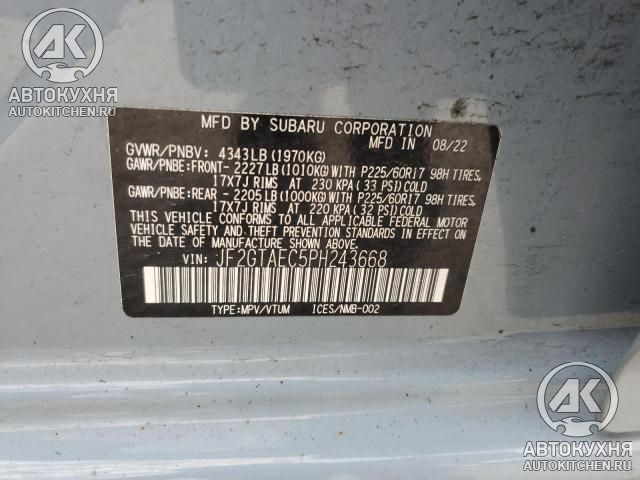 АК
АВТОКУХНЯ
AUTOKITCHEN.RU
MFD BY SUBARU CORPORATION
MFD IN 08/22
GVWR/PNBV: 4343LB (1970KG)
GAWR/PNBE:FRONT- 2227LB (1010KG) WITH P225/60R17 98H TIRES,
17X7J RIMS AT 230 KPA (33 PSI) COLD
GAWR/PNBE:REAR - 2205LB (1000KG) WITH P225/60R17 98H TIRES,
17X7J RIMS AT 220 KPA (32 PSI) COLD
THIS VEHICLE CONFORMS TO ALL APPLICABLE FEDERAL MOTOR
VEHICLE SAFETY AND BUMPER STANDARDS IN EFFECT ON THE
DATE OF MANUFACTURE SHOWN ABOVE.
VIN: JF2GTAEC5PH243668
TYPE:MPV/VTUM ICES/NMB-002
АК
АВТОКУХНЯ
AUTOKITCHEN.RU